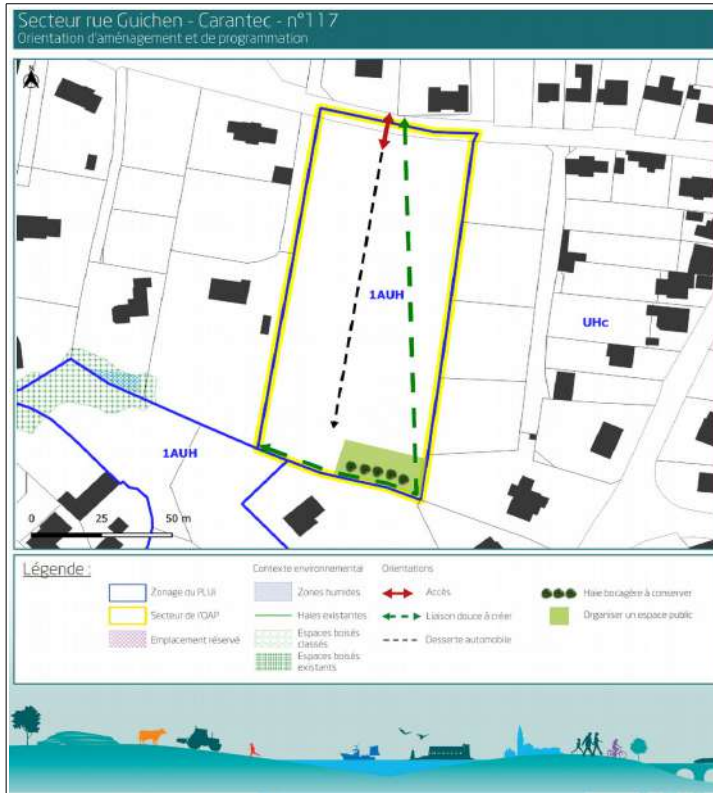 Secteur rue Guichen - Carantec - n°117
Orientation d'aménagement et de programmation
N
1AUH
UHc
1AUH
0 25 50 m
Légende :
Contexte environnemental
Orientations
Zonage du PLUi
Zones humides
Accès
Haie bocagère à conserver
Secteur de l'OAP
Haies existantes
Liaison douce à créer
Organiser un espace public
Emplacement réservé
Espaces boisés
classés
Desserte automobile
Espaces boisés
existants